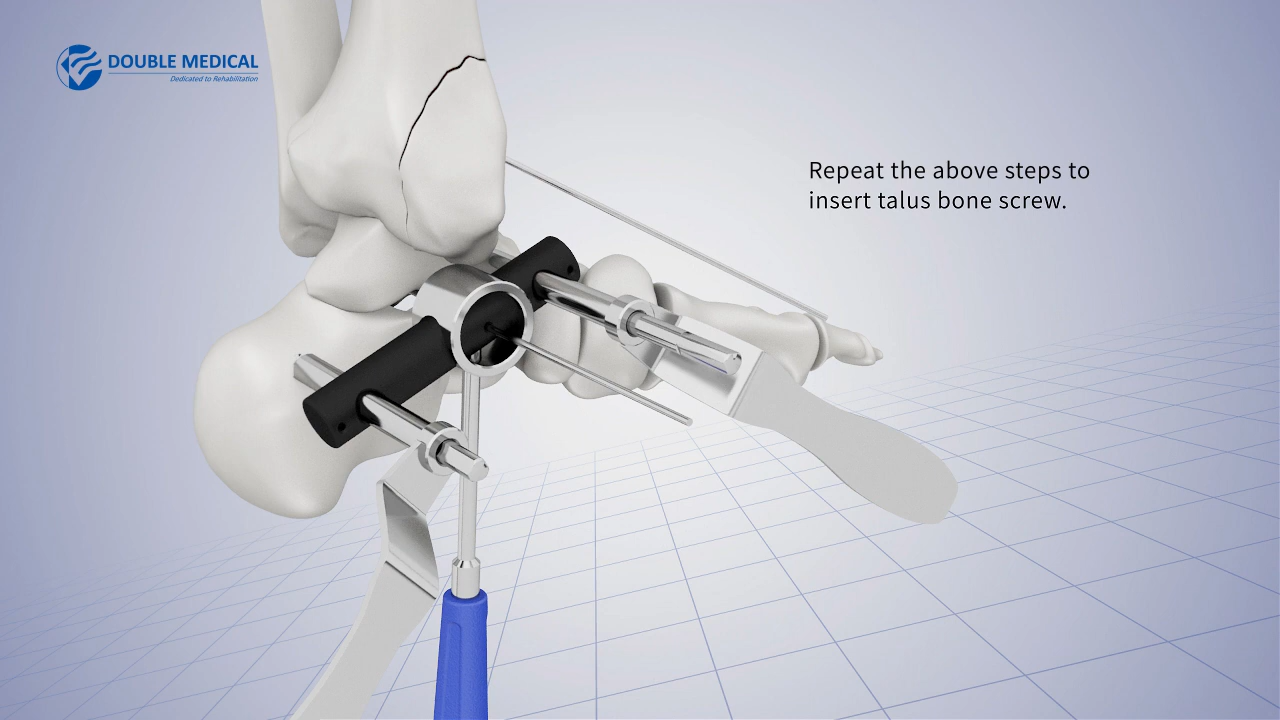 DOUBLE MEDICAL
Dedicated to Rehabilitation
Repeat the above steps to
insert talus bone screw.